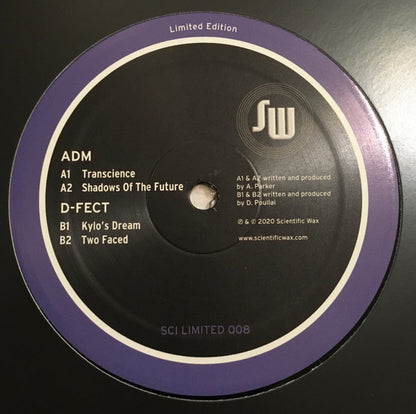 Limited Edition
SW
ADM
A1 Transcience
A2 Shadows Of The Future
D-FECT
B1 Kylo's Dream
B2 Two Faced
A1 & A2 written and produced
by A. Parker
B1 & B2 written and produced
by D. Poullai
℗ & © 2020 Scientific Wax
www.scientificwax.com
SCI LIMITED 008